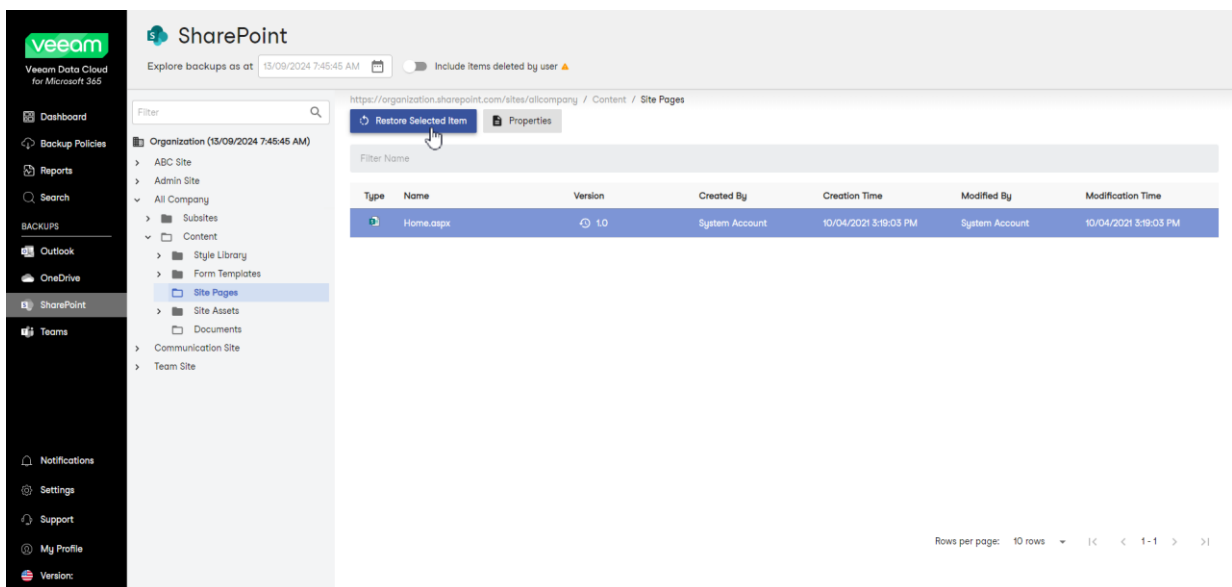 veeam
Veeam Data Cloud
for Microsoft 365
Dashboard
Backup Policies
Reports
Search
BACKUPS
Outlook
OneDrive
SharePoint
Teams
Notifications
Settings
Support
My Profile
Version:
SharePoint
Explore backups as at 13/09/2024 7:45:45 AM Include items deleted by user
Filter
Organization (13/09/2024 7:45:45 AM)
ABC Site
Admin Site
All Company
Subsites
Content
Style Library
Form Templates
Site Pages
Site Assets
Documents
Communication Site
Team Site
https://organization.sharepoint.com/sites/allcompany / Content / Site Pages
Restore Selected Item Properties
Filter Name
Type Name Version Created By Creation Time Modified By Modification Time
Home.aspx 1.0 System Account 10/04/2021 3:19:03 PM System Account 10/04/2021 3:19:03 PM
Rows per page: 10 rows 1-1